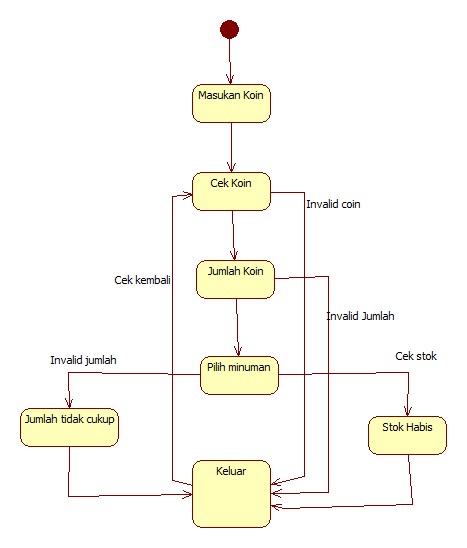 Masukan Koin
Cek Koin
Invalid coin
Jumlah Koin
Cek kembali
Invalid Jumlah
Cek stok
Invalid jumlah
Pilih minuman
Jumlah tidak cukup
Stok Habis
Keluar